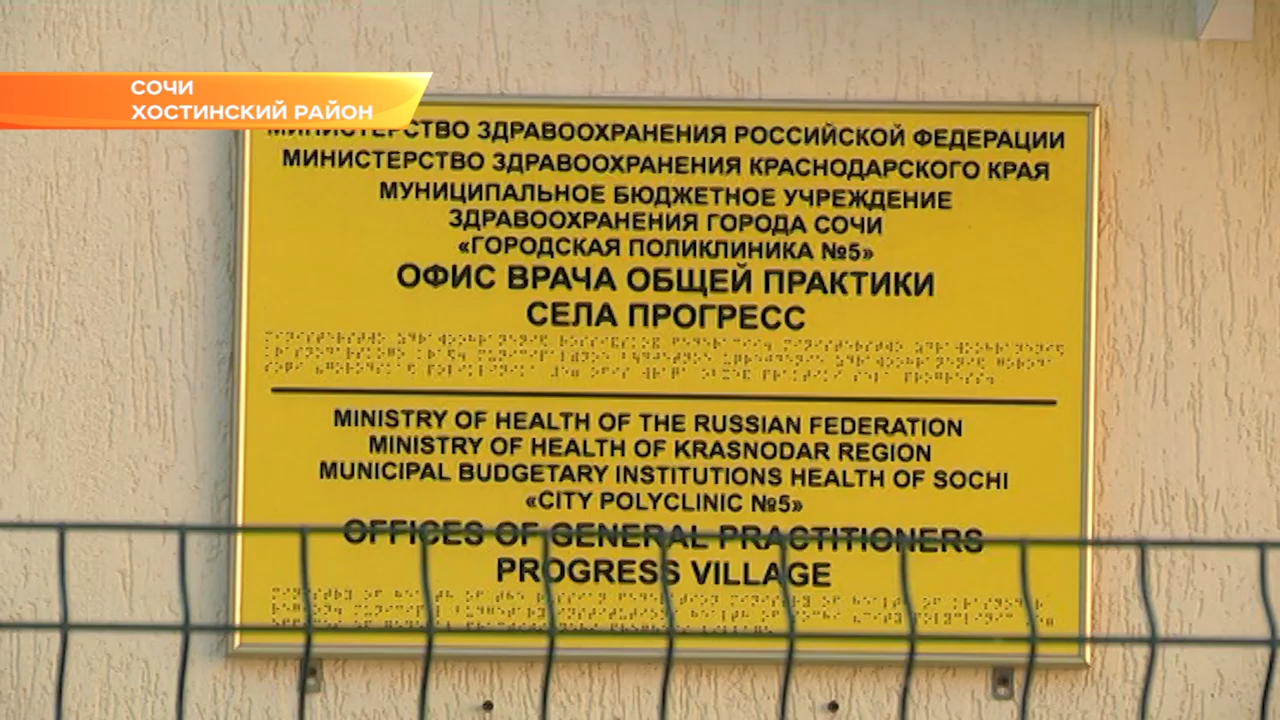 СОЧИ
ХОСТИНСКИЙ РАЙОН
МИНИСТЕРСТВО ЗДРАВООХРАНЕНИЯ РОССИЙСКОЙ ФЕДЕРАЦИИ
МИНИСТЕРСТВО ЗДРАВООХРАНЕНИЯ КРАСНОДАРСКОГО КРАЯ
МУНИЦИПАЛЬНОЕ БЮДЖЕТНОЕ УЧРЕЖДЕНИЕ
ЗДРАВООХРАНЕНИЯ ГОРОДА СОЧИ
«ГОРОДСКАЯ ПОЛИКЛИНИКА №5»
ОФИС ВРАЧА ОБЩЕЙ ПРАКТИКИ
СЕЛА ПРОГРЕСС
MINISTRY OF HEALTH OF THE RUSSIAN FEDERATION
MINISTRY OF HEALTH OF KRASNODAR REGION
MUNICIPAL BUDGETARY INSTITUTIONS HEALTH OF SOCHI
«CITY POLYCLINIC №5»
OFFICES OF GENERAL PRACTITIONERS
PROGRESS VILLAGE